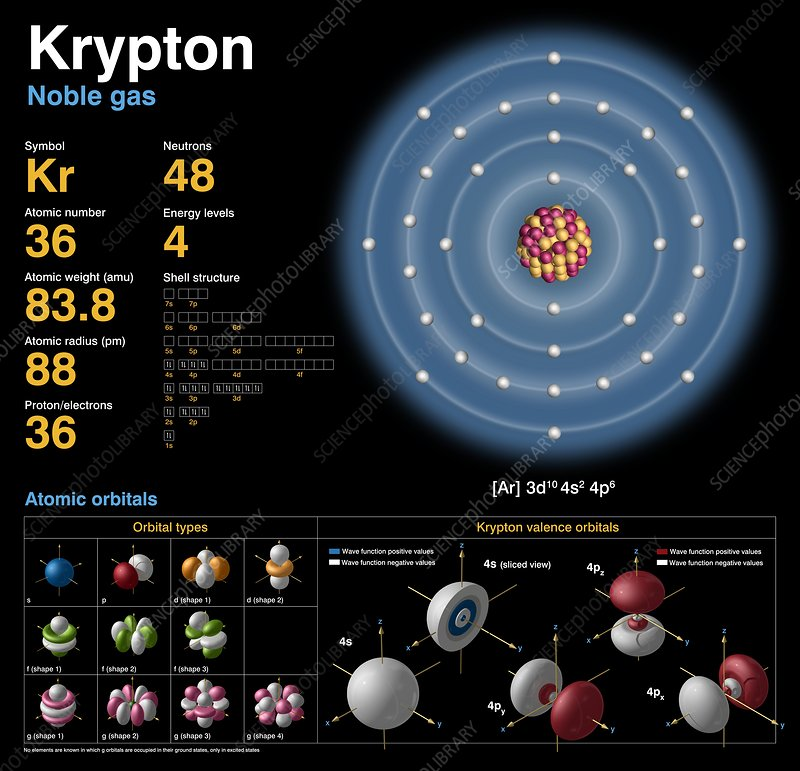 Krypton
Noble gas
Symbol
Kr
Neutrons
48
Atomic number
36
Energy levels
4
Atomic weight (amu)
83.8
Shell structure
7s 7p
6s 6p 6d
5s 5p 5d 5f
4s 4p 4d 4f
3s 3p 3d
2s 2p
1s
Atomic radius (pm)
88
Proton/electrons
36
[Ar] 3d¹⁰ 4s² 4p⁶
Atomic orbitals
Orbital types
s
p
d (shape 1)
d (shape 2)
f (shape 1)
f (shape 2)
f (shape 3)
g (shape 1)
g (shape 2)
g (shape 3)
g (shape 4)
No elements are known in which g orbitals are occupied in their ground states, only in excited states
Krypton valence orbitals
Wave function positive values
Wave function negative values
4s (sliced view)
z
x
y
4s
z
x
y
4pz
Wave function positive values
Wave function negative values
z
x
y
4py
z
x
y
4px
z
x
y
SCIENCEphotoLIBRARY